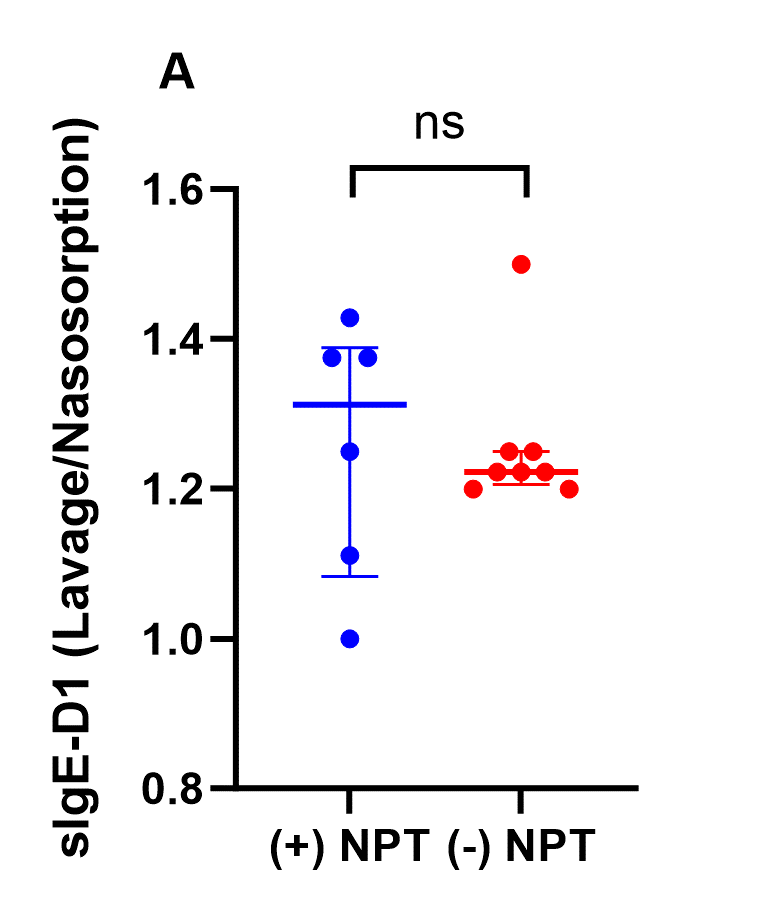 A
ns
sIgE-D1 (Lavage/Nasosorption)
1.6
1.4
1.2
1.0
0.8
(+) NPT (-) NPT